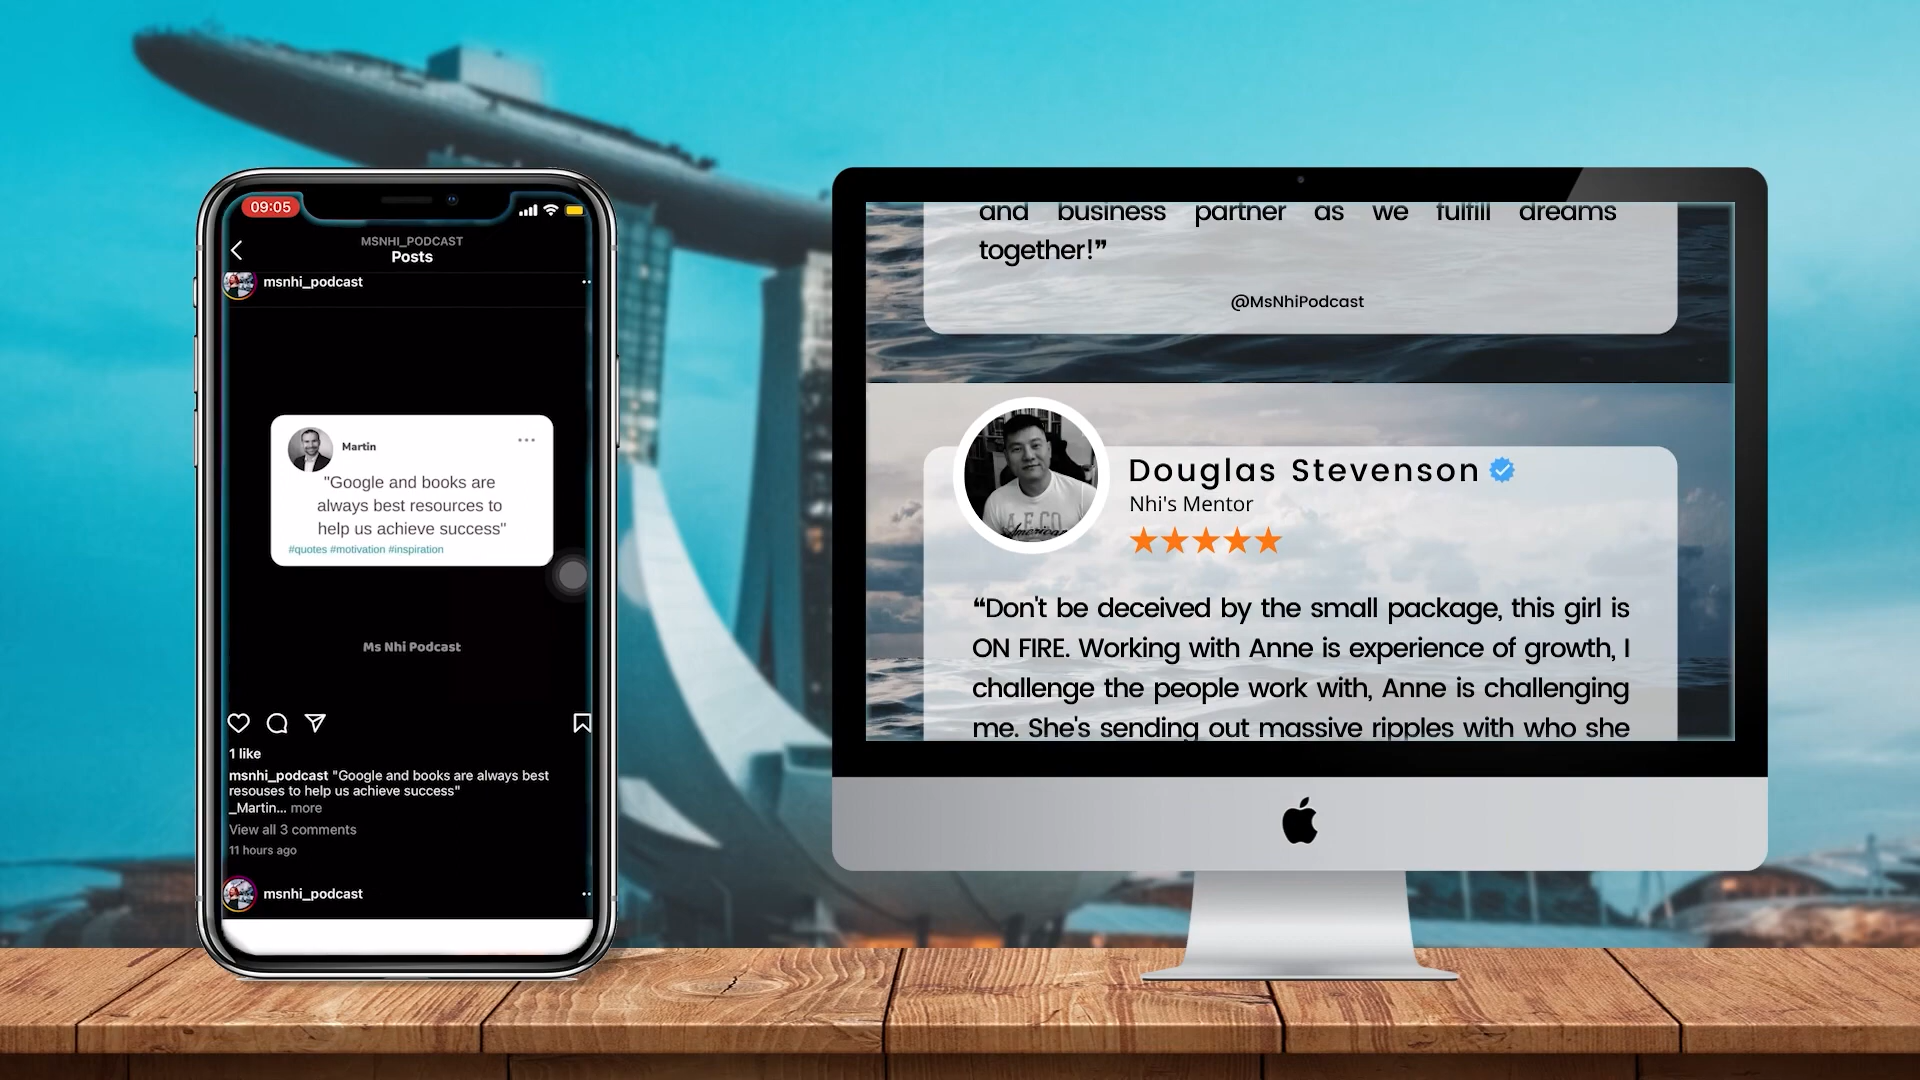 09:05
MSNHI_PODCAST
Posts
msnhi_podcast
Martin
"Google and books are
always best resources to
help us achieve success"
#quotes #motivation #inspiration
Ms Nhi Podcast
1 like
msnhi_podcast "Google and books are always best
resouses to help us achieve success"
_Martin... more
View all 3 comments
11 hours ago
msnhi_podcast
and business partner as we fulfill dreams
together!”
@MsNhiPodcast
Douglas Stevenson
Nhi's Mentor
“Don't be deceived by the small package, this girl is
ON FIRE. Working with Anne is experience of growth, I
challenge the people work with, Anne is challenging
me. She's sending out massive ripples with who she